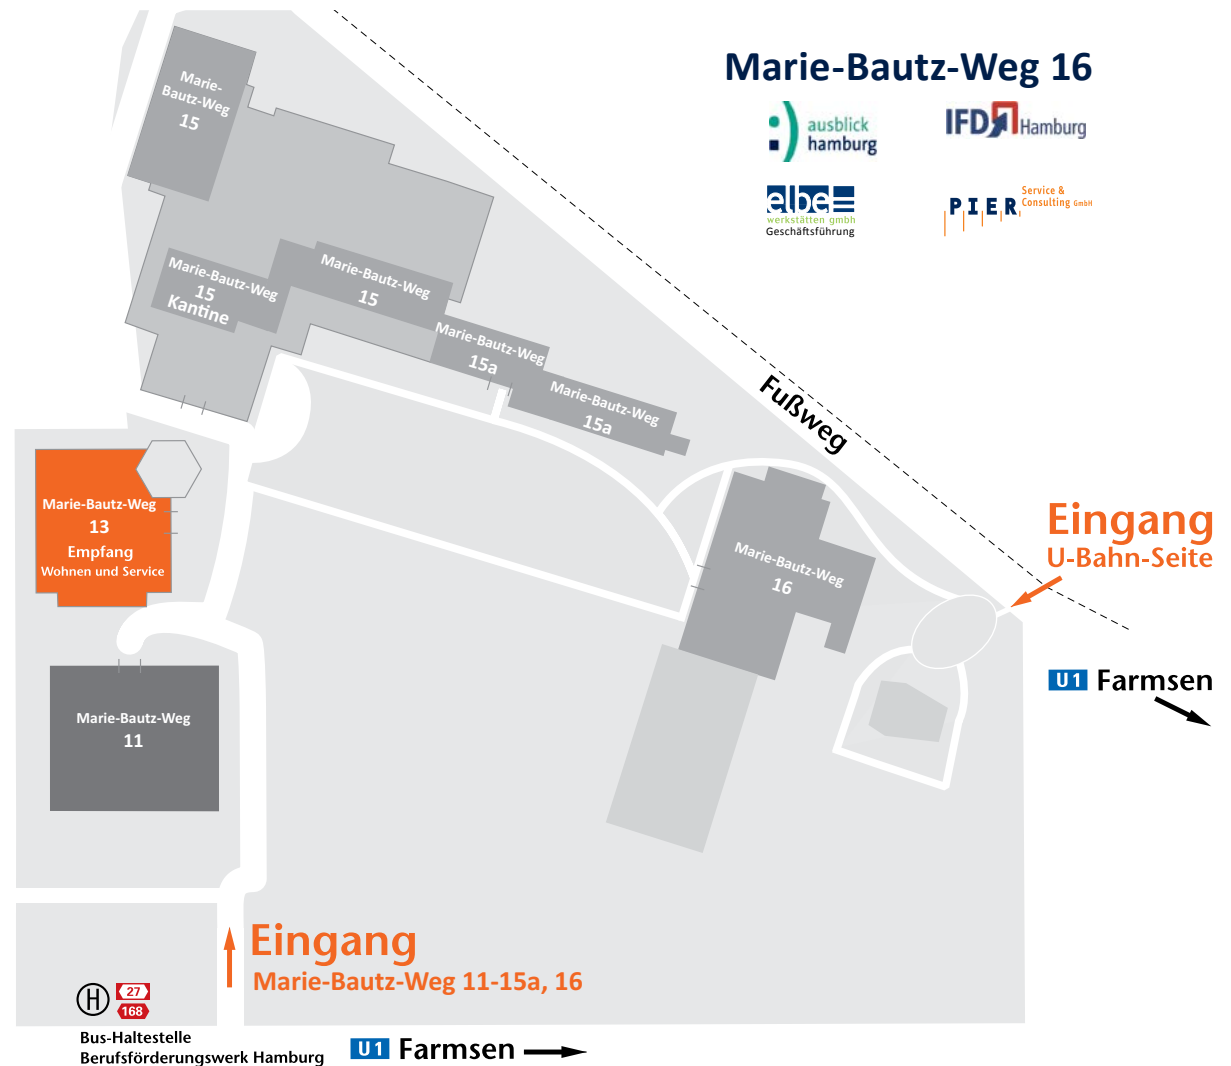 Marie-Bautz-Weg 16
ausblick
hamburg
IFD Hamburg
elbe
werkstätten gmbh
Geschäftsführung
PIER
Service &
Consulting GmbH
Marie-
Bautz-Weg
15
Marie-Bautz-Weg
15
Kantine
Marie-Bautz-Weg
15
Marie-Bautz-Weg
15a
Marie-Bautz-Weg
15a
Fußweg
Marie-Bautz-Weg
13
Empfang
Wohnen und Service
Marie-Bautz-Weg
16
Eingang
U-Bahn-Seite
U1 Farmsen
Marie-Bautz-Weg
11
Eingang
Marie-Bautz-Weg 11-15a, 16
H
27
168
Bus-Haltestelle
Berufsförderungswerk Hamburg
U1 Farmsen